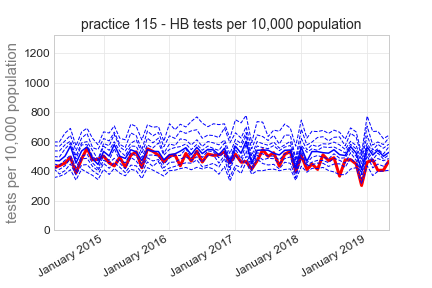 practice 115 - HB tests per 10,000 population
tests per 10,000 population
1200
1000
800
600
400
200
0
January 2015
January 2016
January 2017
January 2018
January 2019